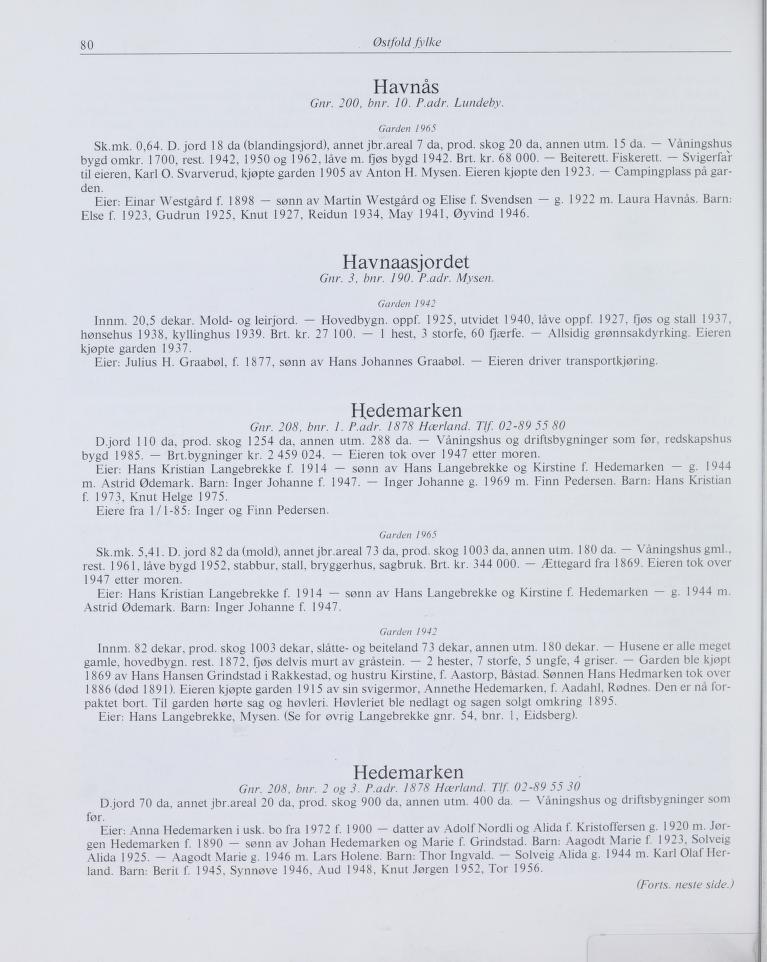 80
Østfold fylke
Havnås
Gnr. 200, bnr. 10. P.adr. Lundeby.
Garden 1965
Sk.mk. 0,64. D. jord 18 da (blandingsjord), annet jbr.areal 7 da, prod. skog 20 da, annen utm. 15 da. — Våningshus
bygd omkr. 1700, rest. 1942, 1950 og 1962, låve m. fjøs bygd 1942. Brt. kr. 68 000. — Beiterett. Fiskerett. — Svigerfar
til eieren, Karl O. Svarverud, kjøpte garden 1905 av Anton H. Mysen. Eieren kjøpte den 1923. — Campingplass på gar-
den.
Eier: Einar Westgård f. 1898 — sønn av Martin Westgård og Elise f. Svendsen — g. 1922 m. Laura Havnås. Barn:
Else f. 1923, Gudrun 1925, Knut 1927, Reidun 1934, May 1941, Øyvind 1946.
Havnaasjordet
Gnr. 3, bnr. 190. P.adr. Mysen.
Garden 1942
Innm. 20,5 dekar. Mold- og leirjord. — Hovedbygn. oppf. 1925, utvidet 1940, låve oppf. 1927, fjøs og stall 1937,
hønsehus 1938, kyllinghus 1939. Brt. kr. 27 100. — 1 hest, 3 storfe, 60 fjærfe. — Allsidig grønnsakdyrking. Eieren
kjøpte garden 1937.
Eier: Julius H. Graabøl, f. 1877, sønn av Hans Johannes Graabøl. — Eieren driver transportkjøring.
Hedemarken
Gnr. 208, bnr. 1. P.adr. 1878 Hærland. Tlf. 02-89 55 80
D.jord 110 da, prod. skog 1254 da, annen utm. 288 da. — Våningshus og driftsbygninger som før, redskapshus
bygd 1985. — Brt.bygninger kr. 2 459 024. — Eieren tok over 1947 etter moren.
Eier: Hans Kristian Langebrekke f. 1914 — sønn av Hans Langebrekke og Kirstine f. Hedemarken — g. 1944
m. Astrid Ødemark. Barn: Inger Johanne f. 1947. — Inger Johanne g. 1969 m. Finn Pedersen. Barn: Hans Kristian
f. 1973, Knut Helge 1975.
Eiere fra 1/1-85: Inger og Finn Pedersen.
Garden 1965
Sk.mk. 5,41. D. jord 82 da (mold), annet jbr.areal 73 da, prod. skog 1003 da, annen utm. 180 da. — Våningshus gml.,
rest. 1961, låve bygd 1952, stabbur, stall, bryggerhus, sagbruk. Brt. kr. 344 000. — Ættegard fra 1869. Eieren tok over
1947 etter moren.
Eier: Hans Kristian Langebrekke f. 1914 — sønn av Hans Langebrekke og Kirstine f. Hedemarken — g. 1944 m.
Astrid Ødemark. Barn: Inger Johanne f. 1947.
Garden 1942
Innm. 82 dekar, prod. skog 1003 dekar, slåtte- og beiteland 73 dekar, annen utm. 180 dekar. — Husene er alle meget
gamle, hovedbygn. rest. 1872, fjøs delvis murt av gråstein. — 2 hester, 7 storfe, 5 ungfe, 4 griser. — Garden ble kjøpt
1869 av Hans Hansen Grindstad i Rakkestad, og hustru Kirstine, f. Aastorp, Båstad. Sønnen Hans Hedmarken tok over
1886 (død 1891). Eieren kjøpte garden 1915 av sin svigermor, Annethe Hedemarken, f. Aadahl, Rødnes. Den er nå for-
paktet bort. Til garden hørte sag og høvleri. Høvleriet ble nedlagt og sagen solgt omkring 1895.
Eier: Hans Langebrekke, Mysen. (Se for øvrig Langebrekke gnr. 54, bnr. 1, Eidsberg).
Hedemarken
Gnr. 208, bnr. 2 og 3. P.adr. 1878 Hærland. Tlf. 02-89 55 30
D.jord 70 da, annet jbr.areal 20 da, prod. skog 900 da, annen utm. 400 da. — Våningshus og driftsbygninger som
før.
Eier: Anna Hedemarken i usk. bo fra 1972 f. 1900 — datter av Adolf Nordli og Alida f. Kristoffersen g. 1920 m. Jør-
gen Hedemarken f. 1890 — sønn av Johan Hedemarken og Marie f. Grindstad. Barn: Aagodt Marie f. 1923, Solveig
Alida 1925. — Aagodt Marie g. 1946 m. Lars Holene. Barn: Thor Ingvald. — Solveig Alida g. 1944 m. Karl Olaf Her-
land. Barn: Berit f. 1945, Synnøve 1946, Aud 1948, Knut Jørgen 1952, Tor 1956.
(Forts. neste side.)